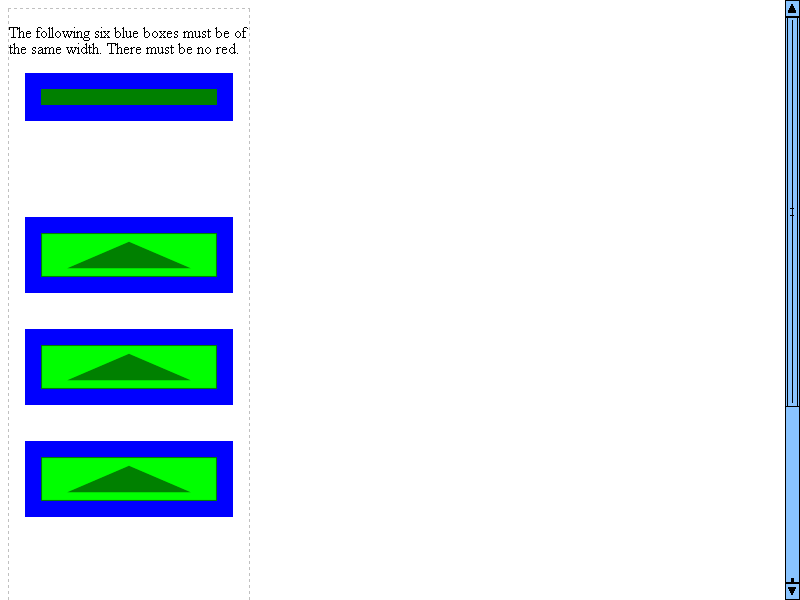 The following six blue boxes must be of
the same width. There must be no red.